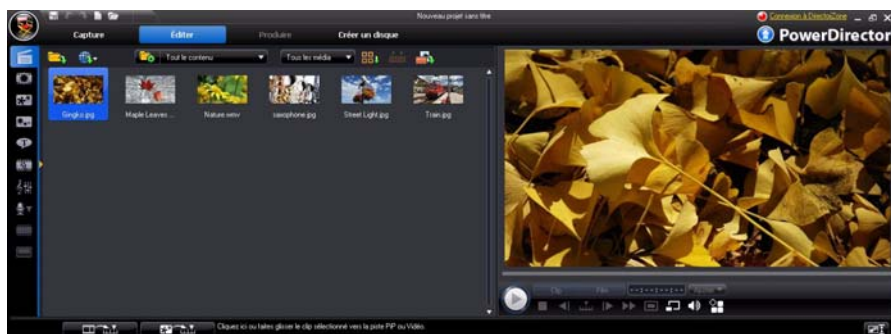 Nouveau projet sans titre
Connexion à DirectorZone
Capture
Éditer
Produire
Créer un disque
PowerDirector
Tout le contenu
Tous les média
Gingko.jpg
Maple Leaves ...
Nature.wmv
saxophone.jpg
Street Light.jpg
Train.jpg
Clip
Film
--:--:--:--
Ajuster
Cliquez ici ou faites glisser le clip sélectionné vers la piste PiP ou Vidéo.